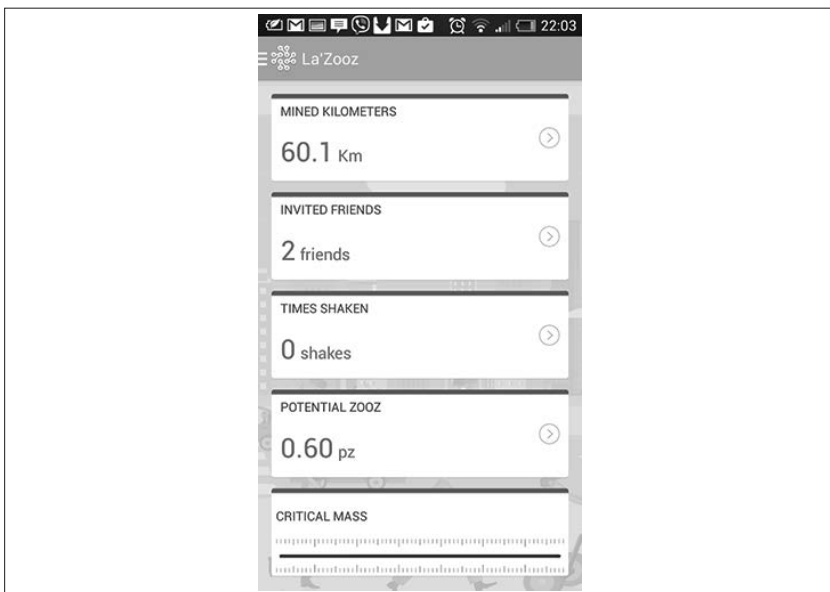 22:03
La'Zooz
MINED KILOMETERS
60.1 Km
INVITED FRIENDS
2 friends
TIMES SHAKEN
0 shakes
POTENTIAL ZOOZ
0.60 pz
CRITICAL MASS